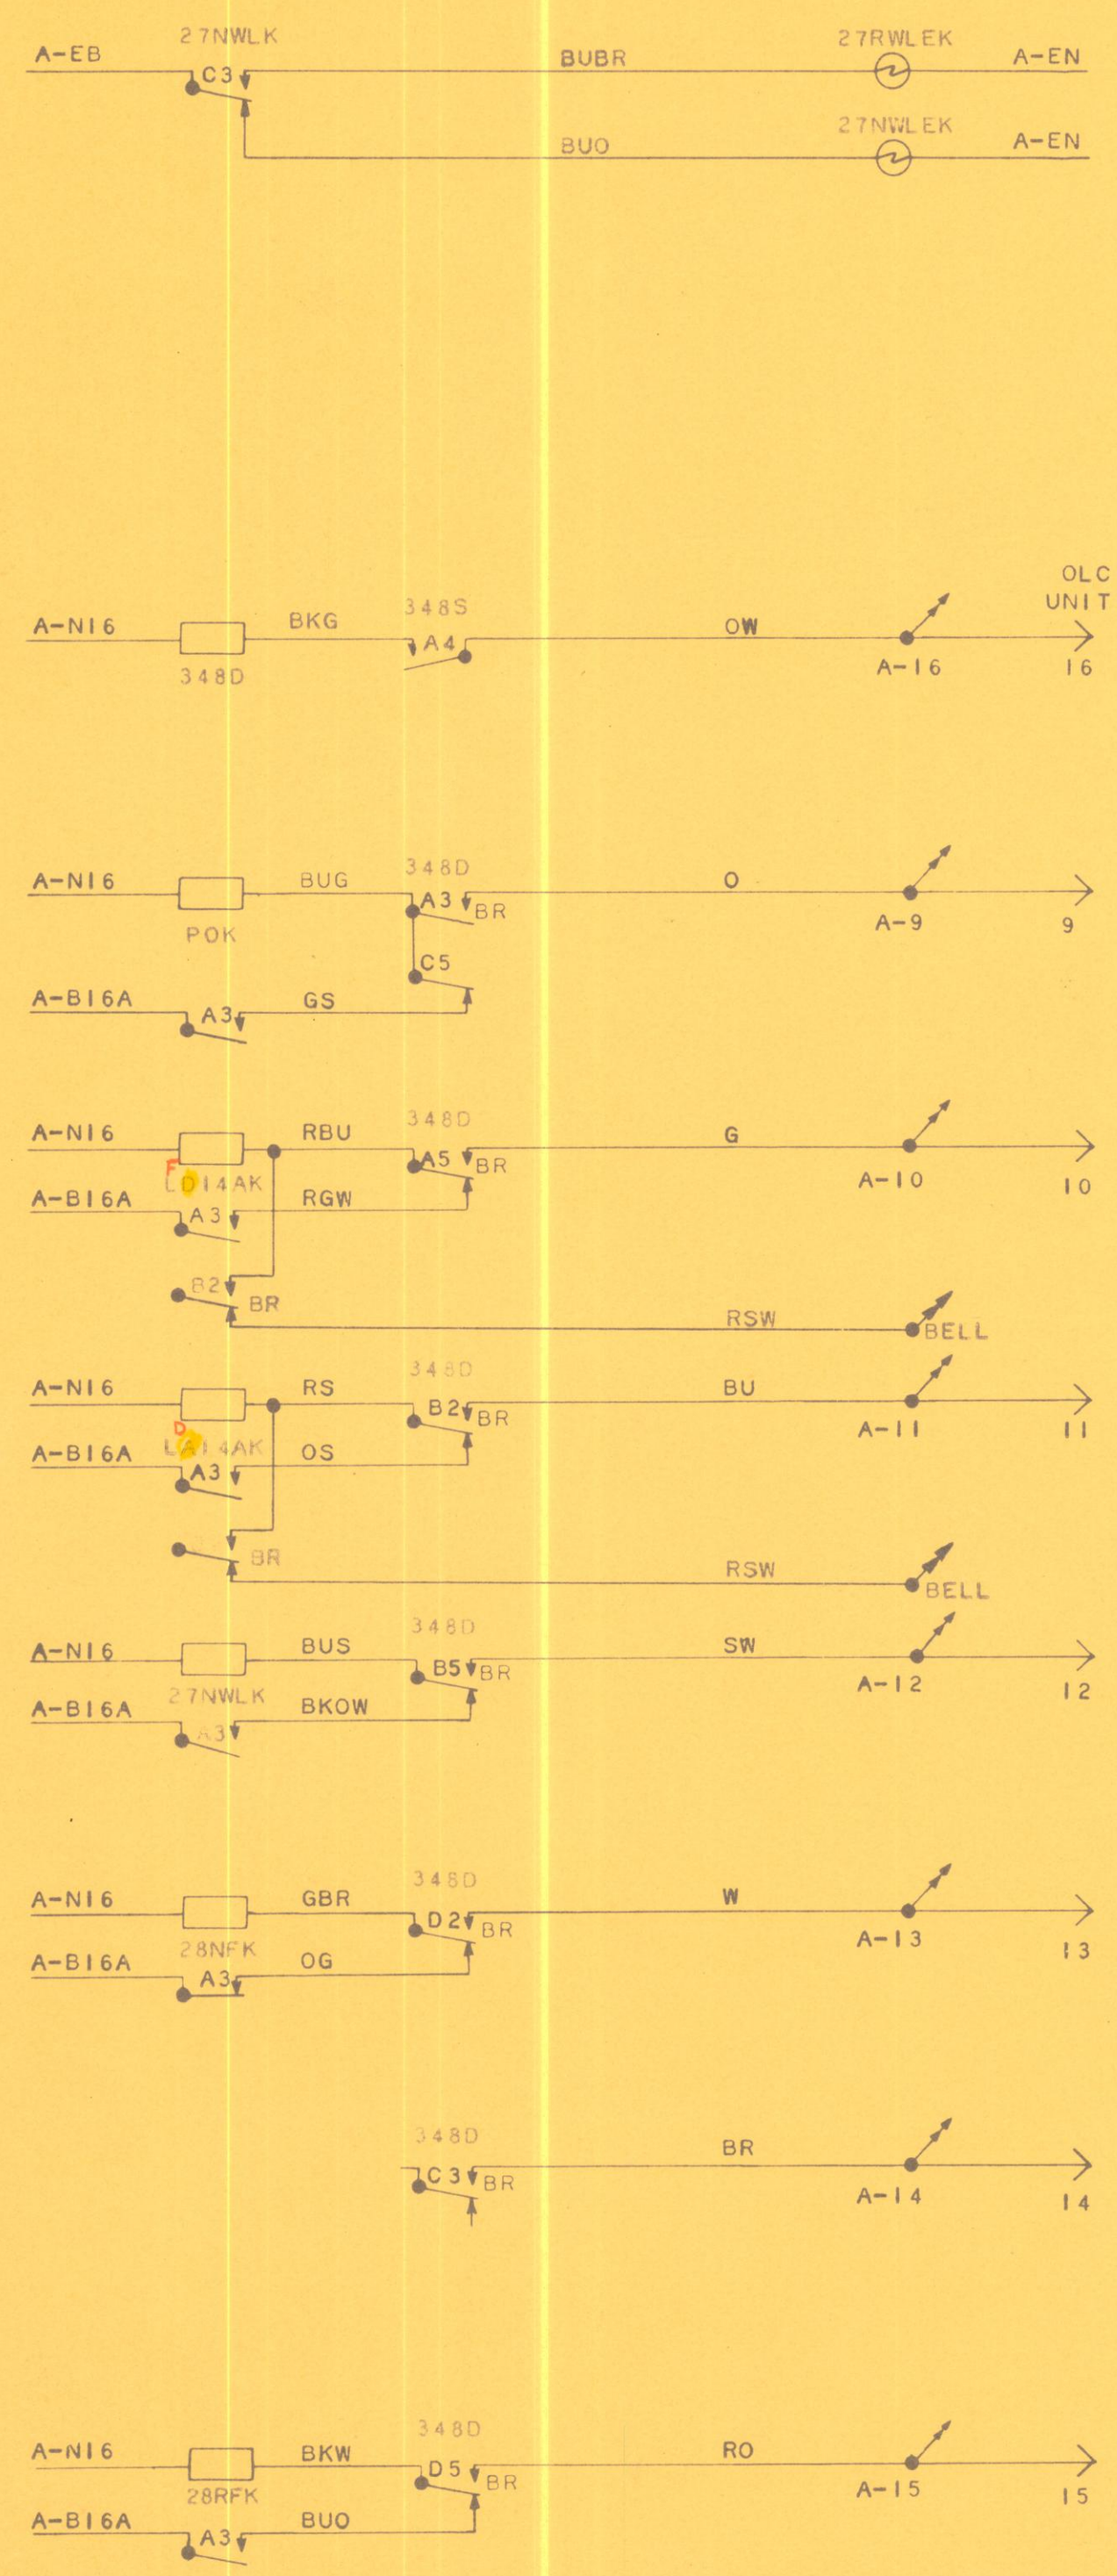 27NWLK 27RWLEK
A-EB C3 BUBR A-EN
27NWLEK
BUO A-EN
OLC
UNIT
348S
A-N16 BKG A4 OW
348D A-16 16
348D
A-N16 BUG A3 BR O
POK A-9 9
C5
A-B16A A3 GS
348D
A-N16 RBU A5 BR G
F
LD14AK A-10 10
A-B16A A3 RGW
B2 BR
RSW BELL
348D
A-N16 RS B2 BR BU
D A-11 11
LA14AK
A-B16A A3 OS
BR
RSW BELL
348D
A-N16 BUS B5 BR SW
27NWLK A-12 12
A-B16A A3 BKOW
348D
A-N16 GBR D2 BR W
28NFK A-13 13
A-B16A A3 OG
348D
C3 BR BR
A-14 14
348D
A-N16 BKW D5 BR RO
28RFK A-15 15
A-B16A A3 BUO